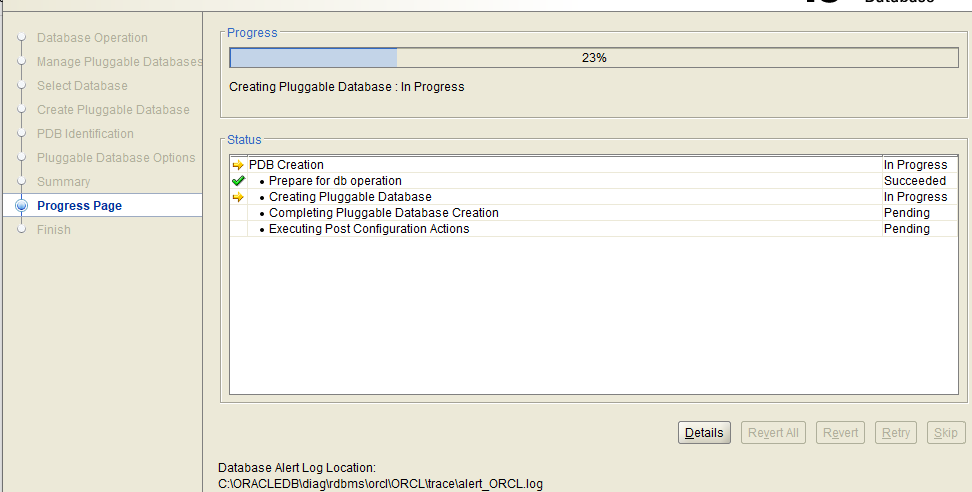 Database
Database Operation
Manage Pluggable Databases
Select Database
Create Pluggable Database
PDB Identification
Pluggable Database Options
Summary
Progress Page
Finish
Progress
23%
Creating Pluggable Database : In Progress
Status
PDB Creation In Progress
• Prepare for db operation Succeeded
• Creating Pluggable Database In Progress
• Completing Pluggable Database Creation Pending
• Executing Post Configuration Actions Pending
Details Revert All Revert Retry Skip
Database Alert Log Location:
C:\ORACLEDB\diag\rdbms\orcl\ORCL\trace\alert_ORCL.log